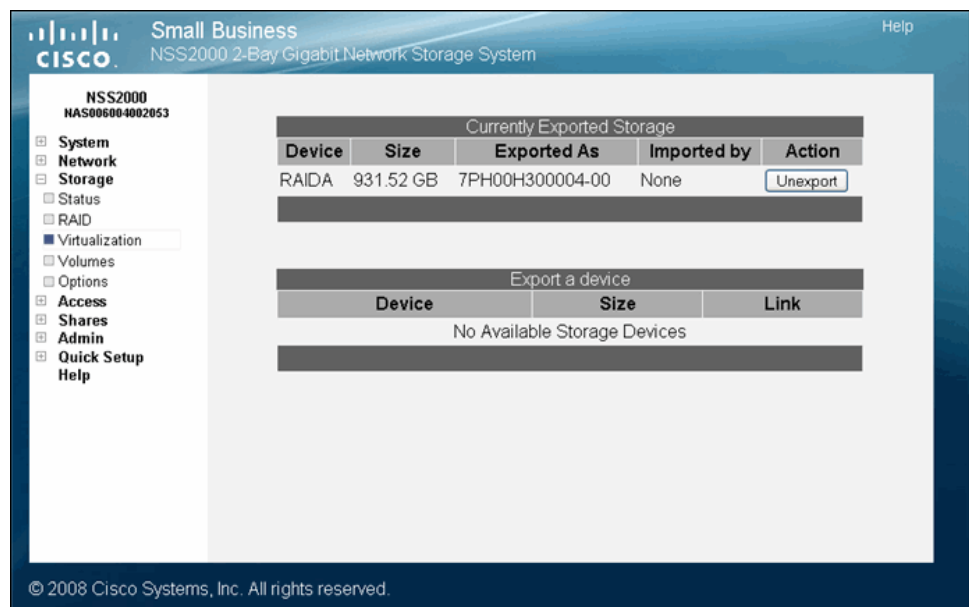 Small Business
Help
CISCO.
NSS2000 2-Bay Gigabit Network Storage System
NSS2000
NAS006004002053
System
Network
Storage
Status
RAID
Virtualization
Volumes
Options
Access
Shares
Admin
Quick Setup
Help
Currently Exported Storage
Device Size Exported As Imported by Action
RAIDA 931.52 GB 7PH00H300004-00 None Unexport
Export a device
Device Size Link
No Available Storage Devices
© 2008 Cisco Systems, Inc. All rights reserved.